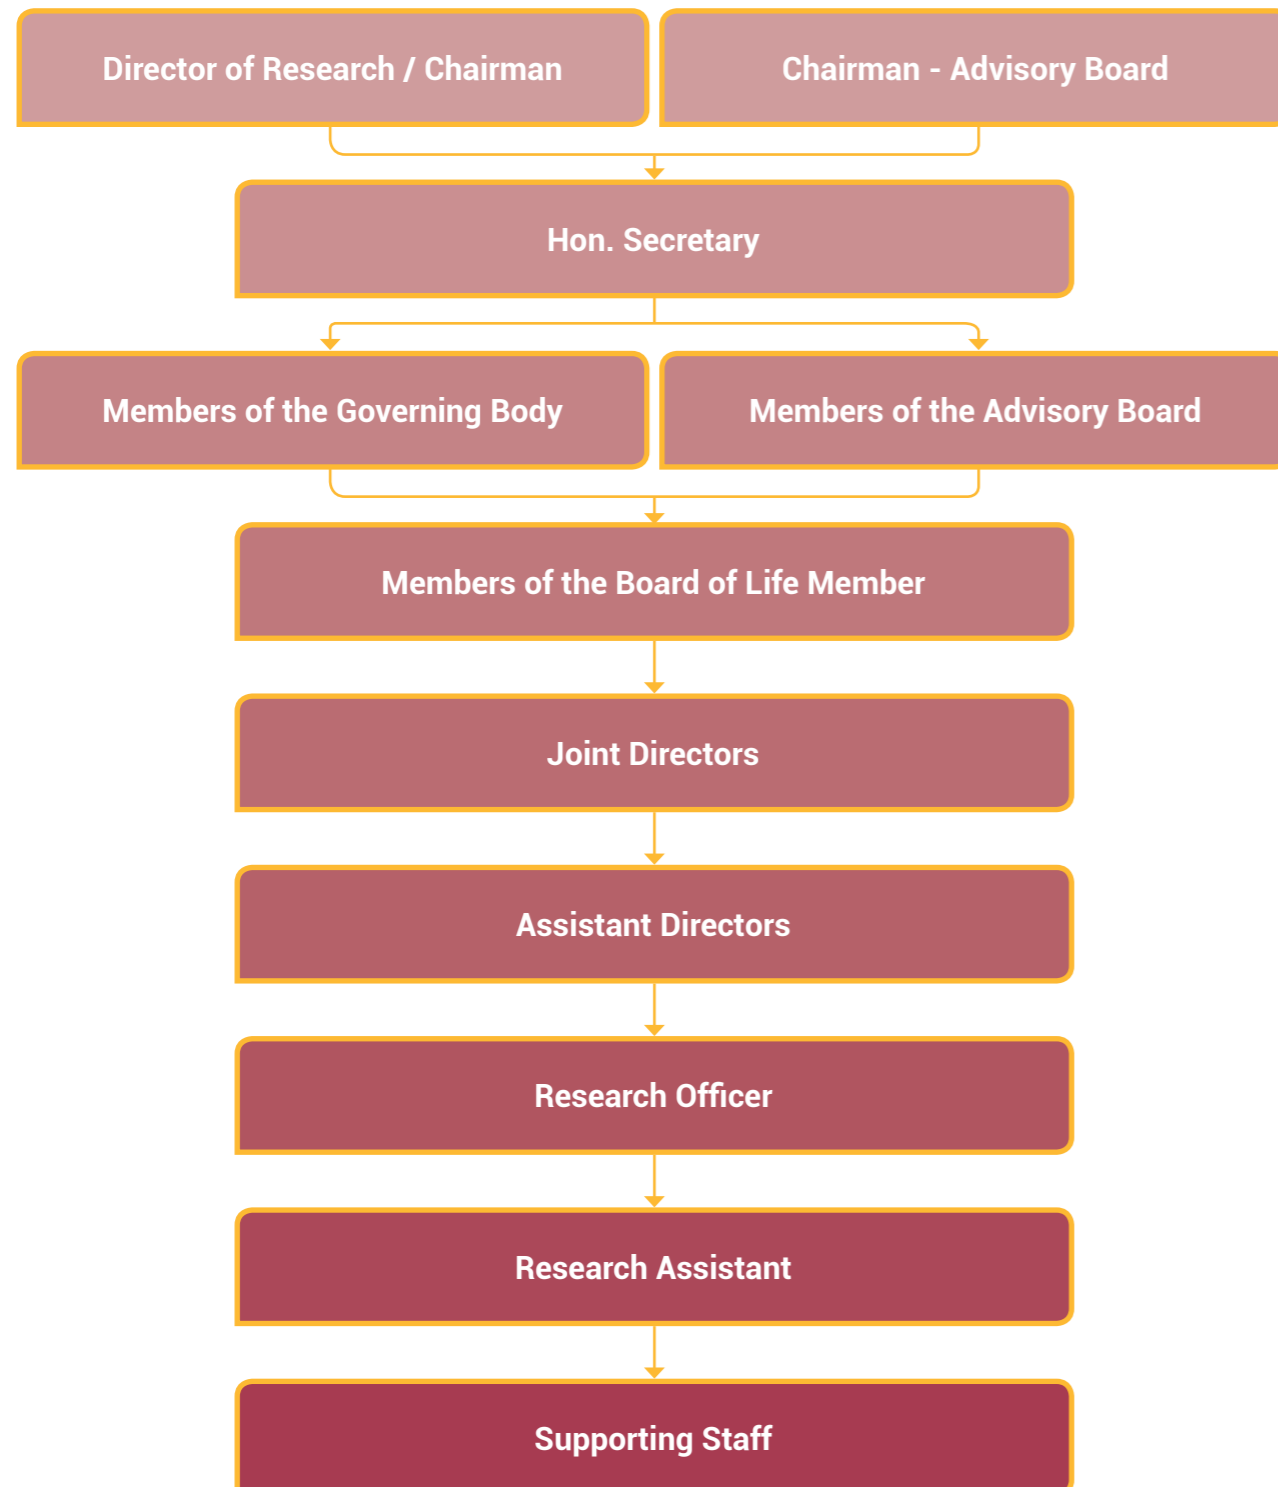 Director of Research / Chairman
Chairman - Advisory Board
Hon. Secretary
Members of the Governing Body
Members of the Advisory Board
Members of the Board of Life Member
Joint Directors
Assistant Directors
Research Officer
Research Assistant
Supporting Staff